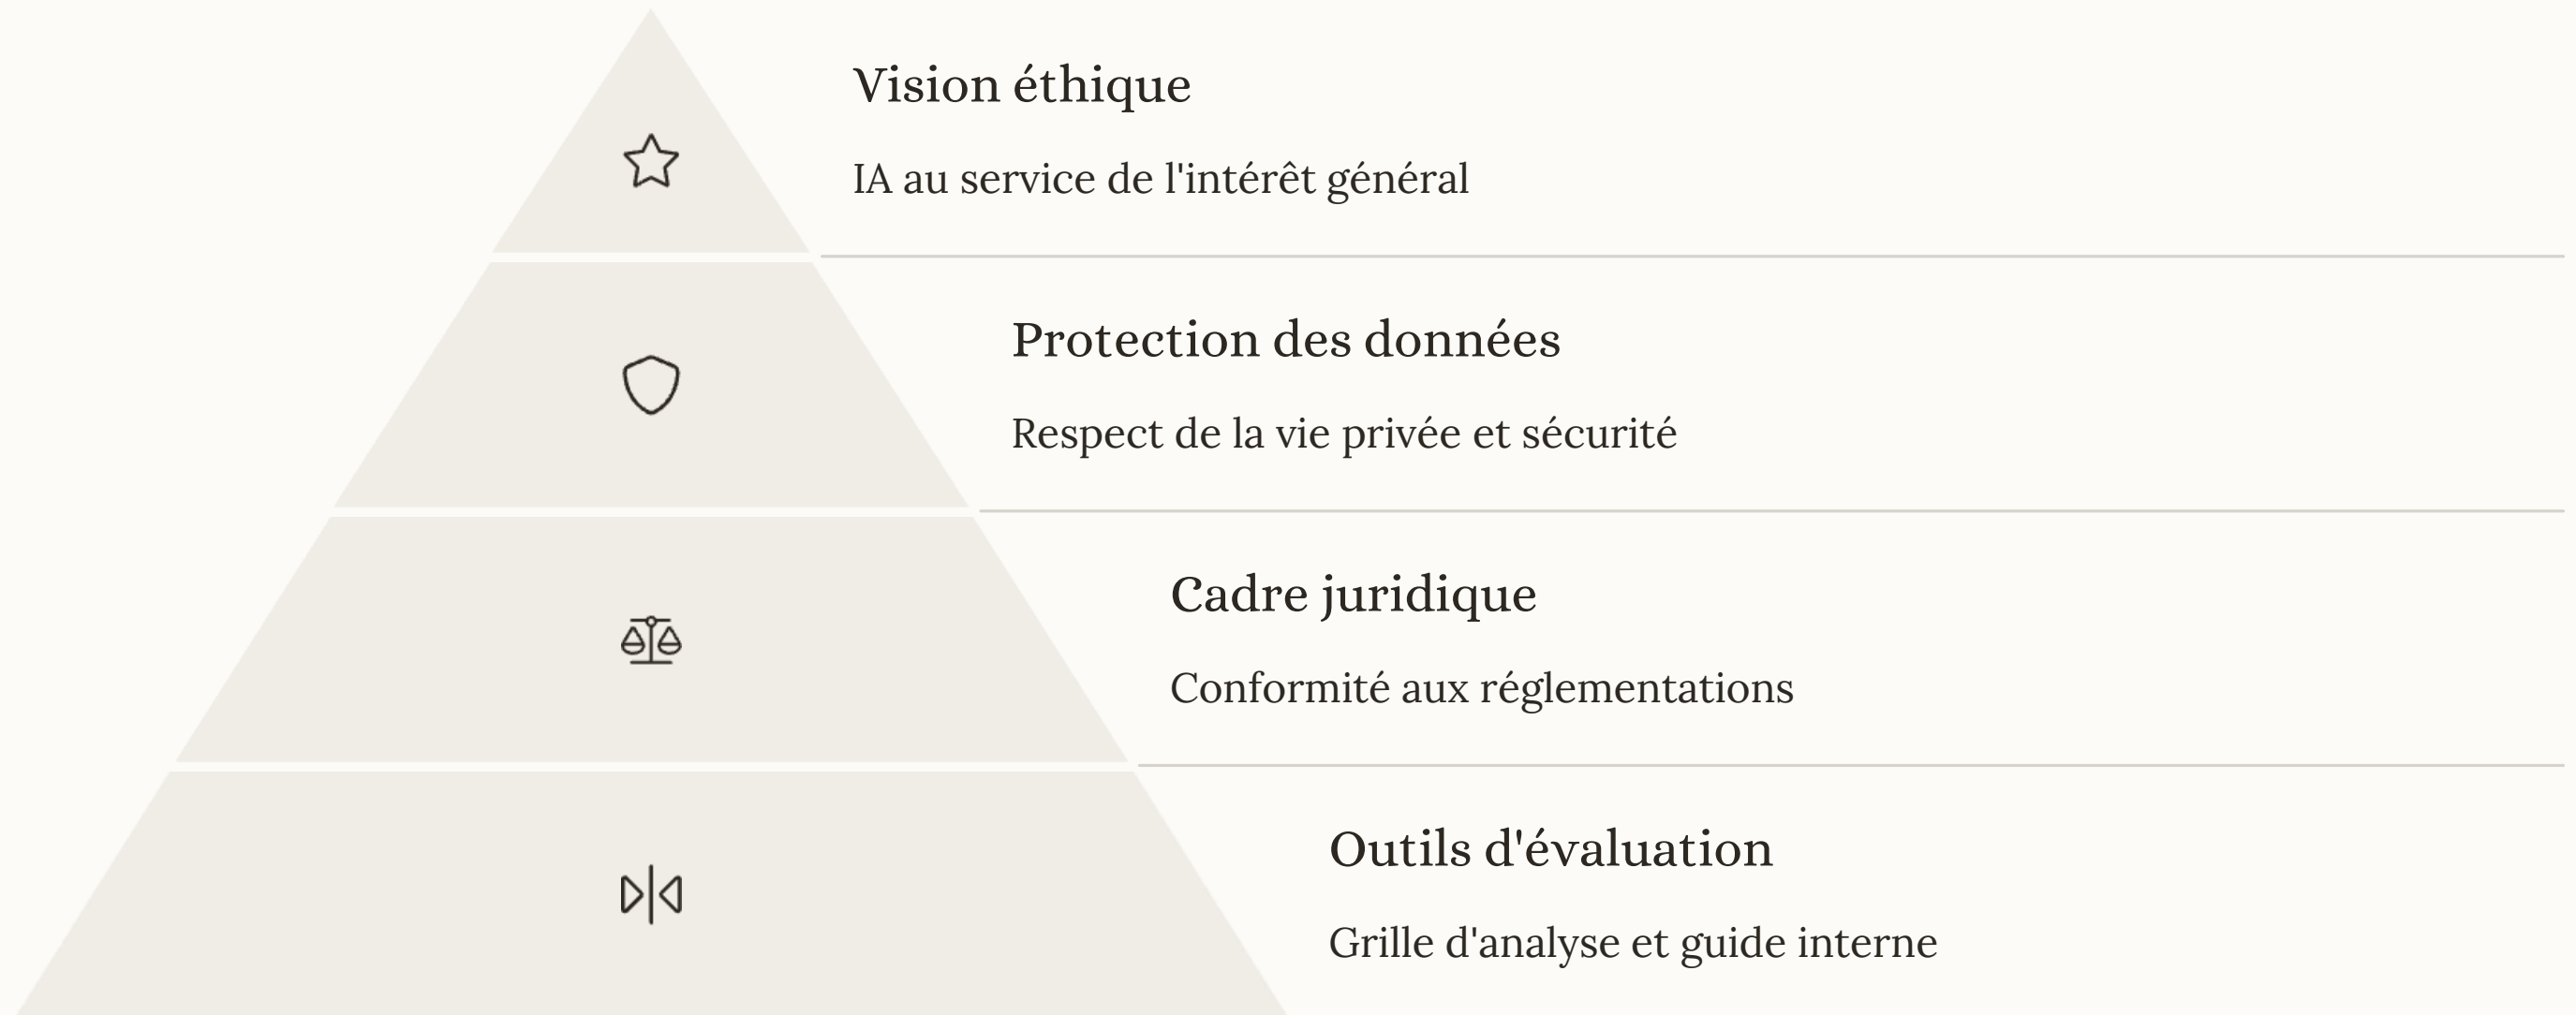 Vision éthique
IA au service de l'intérêt général
Protection des données
Respect de la vie privée et sécurité
Cadre juridique
Conformité aux réglementations
Outils d'évaluation
Grille d'analyse et guide interne